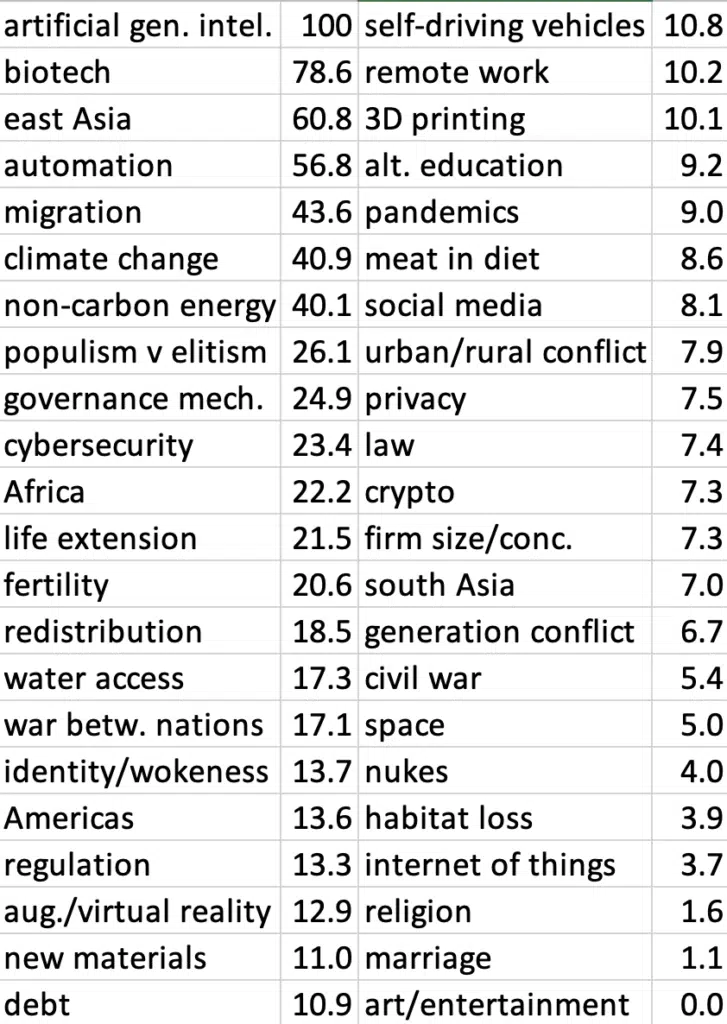 artificial gen. intel. 100 self-driving vehicles 10.8
biotech 78.6 remote work 10.2
east Asia 60.8 3D printing 10.1
automation 56.8 alt. education 9.2
migration 43.6 pandemics 9.0
climate change 40.9 meat in diet 8.6
non-carbon energy 40.1 social media 8.1
populism v elitism 26.1 urban/rural conflict 7.9
governance mech. 24.9 privacy 7.5
cybersecurity 23.4 law 7.4
Africa 22.2 crypto 7.3
life extension 21.5 firm size/conc. 7.3
fertility 20.6 south Asia 7.0
redistribution 18.5 generation conflict 6.7
water access 17.3 civil war 5.4
war betw. nations 17.1 space 5.0
identity/wokeness 13.7 nukes 4.0
Americas 13.6 habitat loss 3.9
regulation 13.3 internet of things 3.7
aug./virtual reality 12.9 religion 1.6
new materials 11.0 marriage 1.1
debt 10.9 art/entertainment 0.0